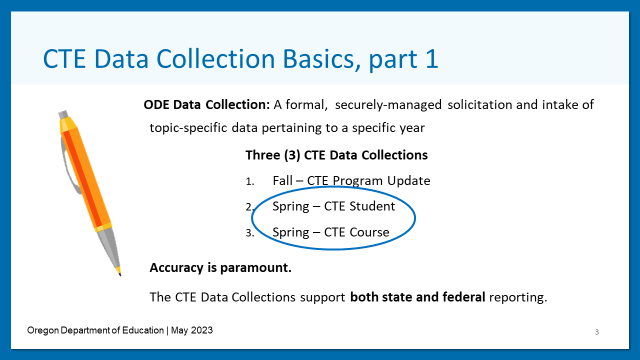 CTE Data Collection Basics, part 1
ODE Data Collection: A formal, securely-managed solicitation and intake of
topic-specific data pertaining to a specific year
Three (3) CTE Data Collections
1. Fall – CTE Program Update
2. Spring – CTE Student
3. Spring – CTE Course
Accuracy is paramount.
The CTE Data Collections support both state and federal reporting.
Oregon Department of Education | May 2023
3